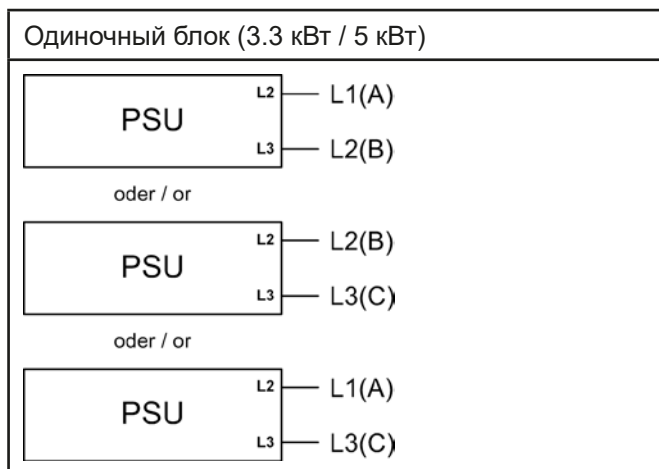 Одиночный блок (3.3 кВт / 5 кВт)
PSU
L2 L1(A)
L3 L2(B)
oder / or
PSU
L2 L2(B)
L3 L3(C)
oder / or
PSU
L2 L1(A)
L3 L3(C)